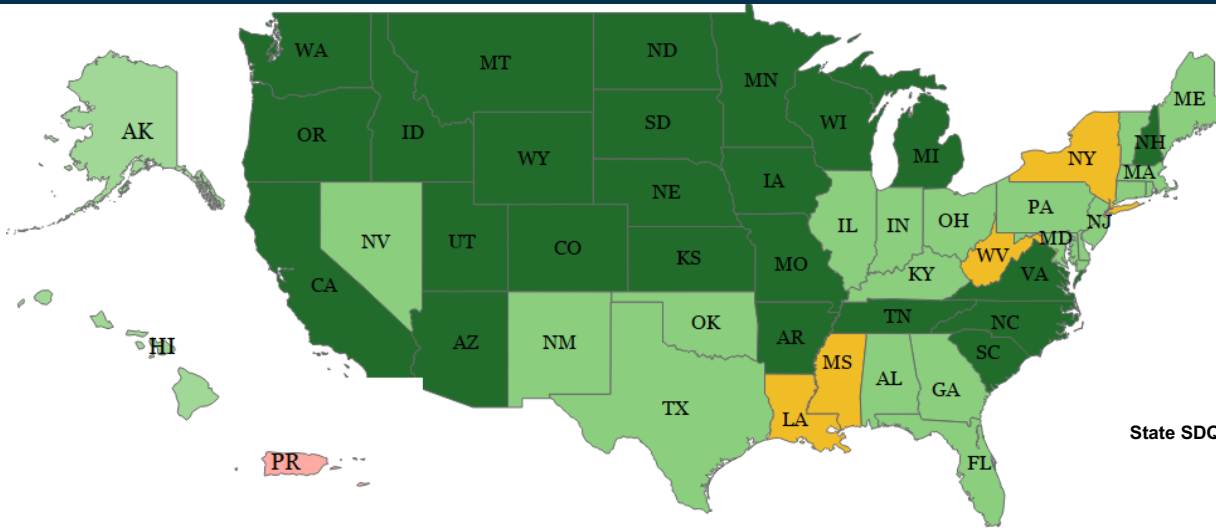 WA
MT
ND
MN
ME
AK
OR
ID
SD
WI
MI
NY
NH
MA
WY
NE
IA
PA
NJ
NV
UT
CO
KS
MO
IL
IN
OH
MD
WV
VA
KY
CA
AZ
NM
OK
AR
TN
NC
SC
HI
MS
AL
GA
TX
LA
FL
PR
State SDQ